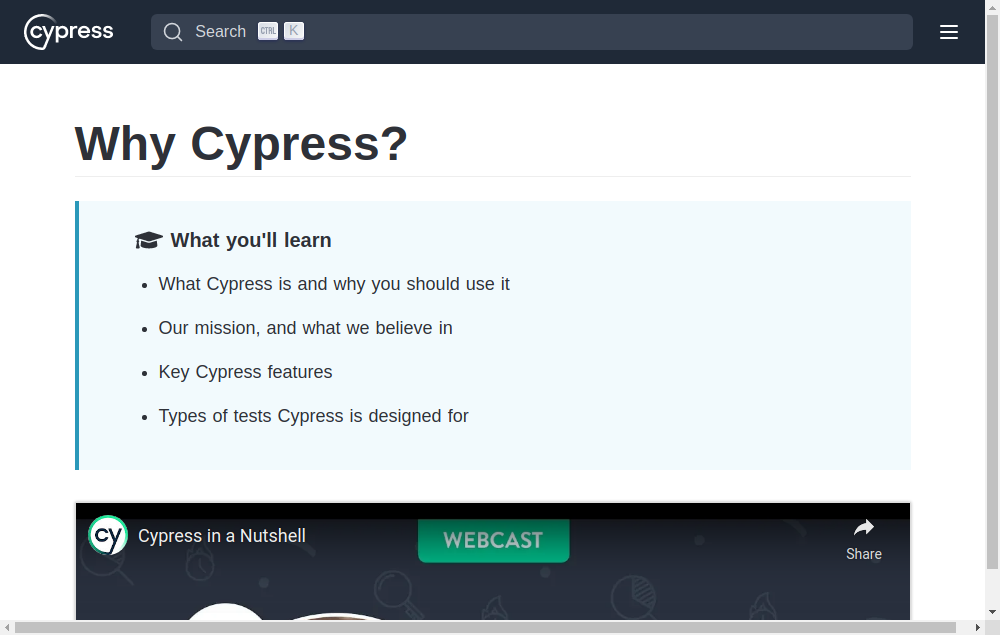 cypress
Search CTRL K
Why Cypress?
What you'll learn
What Cypress is and why you should use it
Our mission, and what we believe in
Key Cypress features
Types of tests Cypress is designed for
cy Cypress in a Nutshell
WEBCAST
Share